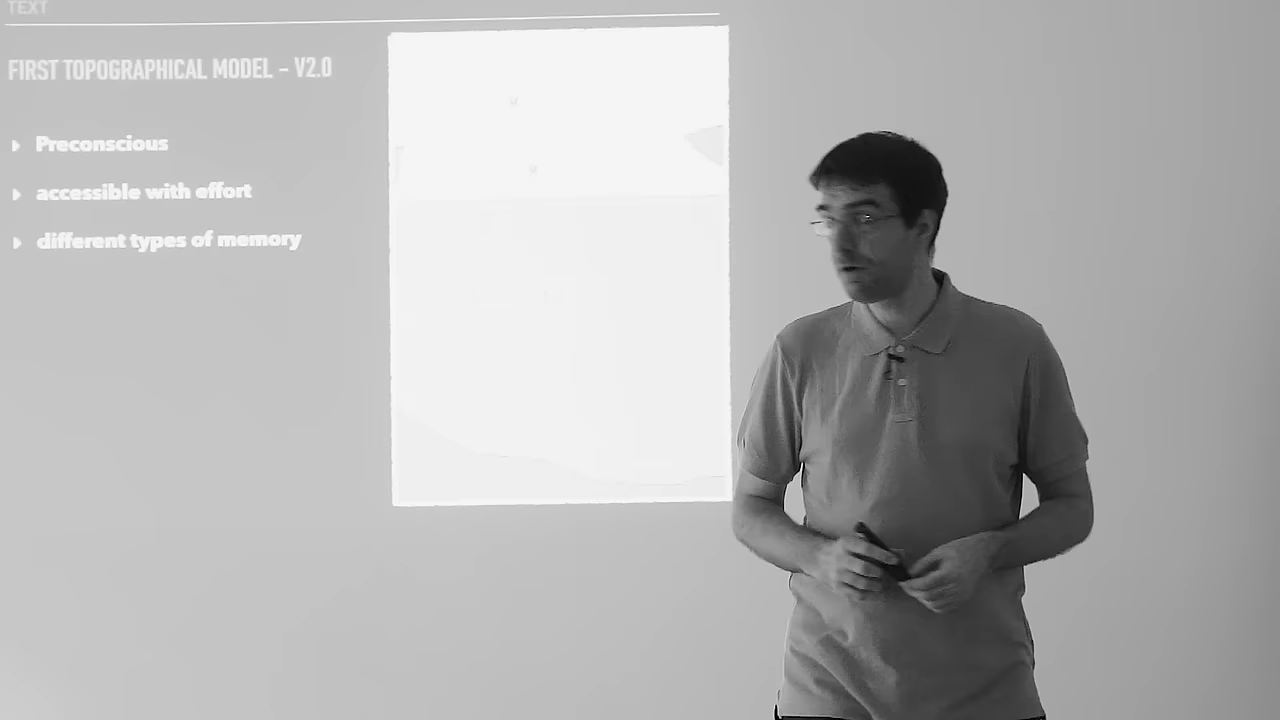 TEXT
FIRST TOPOGRAPHICAL MODEL – V2.0
Preconscious
accessible with effort
different types of memory